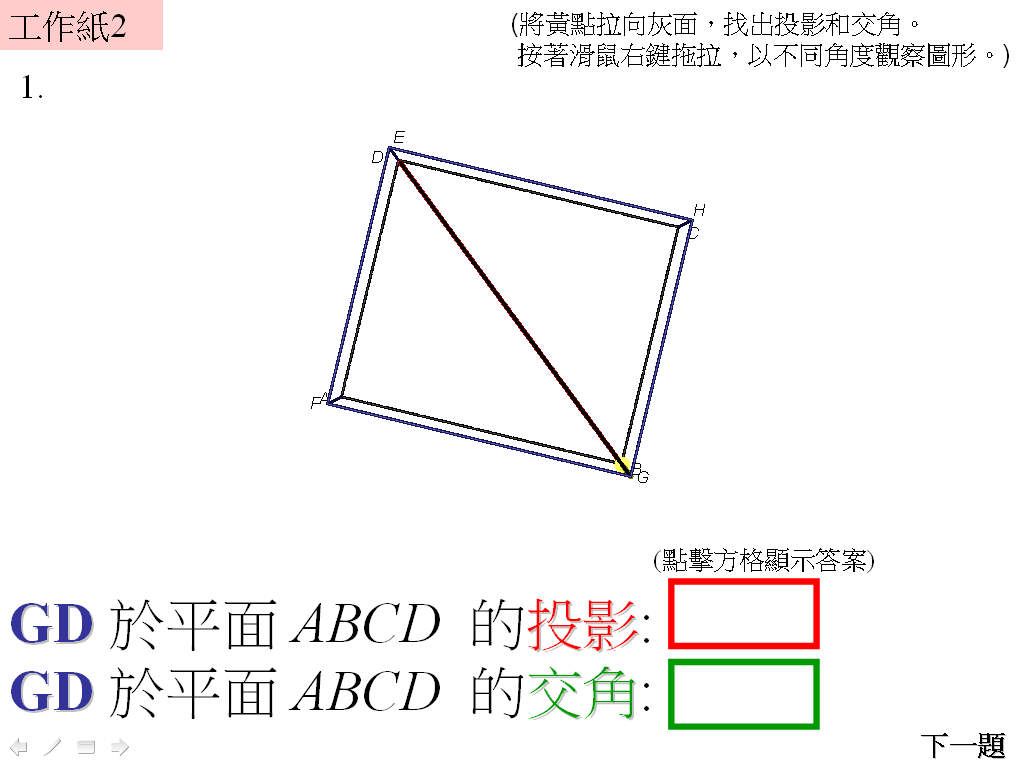 工作紙2
(將黃點拉向灰面，找出投影和交角。
按著滑鼠右鍵拖拉，以不同角度觀察圖形。)
1.
E
D
H
C
F
A
B
G
(點擊方格顯示答案)
GD 於平面 ABCD 的投影:
GD 於平面 ABCD 的交角:
下一題